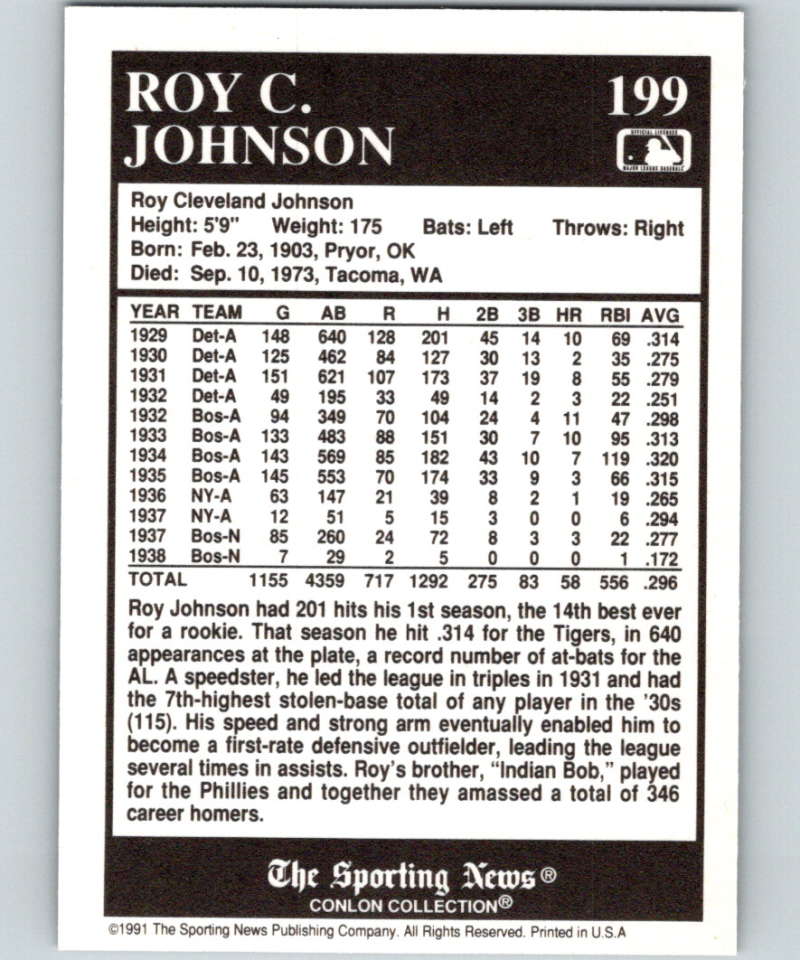 ROY C.
JOHNSON
199
OFFICIAL LICENSEE
MAJOR LEAGUE BASEBALL
Roy Cleveland Johnson
Height: 5'9" Weight: 175 Bats: Left Throws: Right
Born: Feb. 23, 1903, Pryor, OK
Died: Sep. 10, 1973, Tacoma, WA
YEAR TEAM G AB R H 2B 3B HR RBI AVG
1929 Det-A 148 640 128 201 45 14 10 69 .314
1930 Det-A 125 462 84 127 30 13 2 35 .275
1931 Det-A 151 621 107 173 37 19 8 55 .279
1932 Det-A 49 195 33 49 14 2 3 22 .251
1932 Bos-A 94 349 70 104 24 4 11 47 .298
1933 Bos-A 133 483 88 151 30 7 10 95 .313
1934 Bos-A 143 569 85 182 43 10 7 119 .320
1935 Bos-A 145 553 70 174 33 9 3 66 .315
1936 NY-A 63 147 21 39 8 2 1 19 .265
1937 NY-A 12 51 5 15 3 0 0 6 .294
1937 Bos-N 85 260 24 72 8 3 3 22 .277
1938 Bos-N 7 29 2 5 0 0 0 1 .172
TOTAL 1155 4359 717 1292 275 83 58 556 .296
Roy Johnson had 201 hits his 1st season, the 14th best ever
for a rookie. That season he hit .314 for the Tigers, in 640
appearances at the plate, a record number of at-bats for the
AL. A speedster, he led the league in triples in 1931 and had
the 7th-highest stolen-base total of any player in the '30s
(115). His speed and strong arm eventually enabled him to
become a first-rate defensive outfielder, leading the league
several times in assists. Roy's brother, "Indian Bob," played
for the Phillies and together they amassed a total of 346
career homers.
The Sporting News®
CONLON COLLECTION®
©1991 The Sporting News Publishing Company. All Rights Reserved. Printed in U.S.A